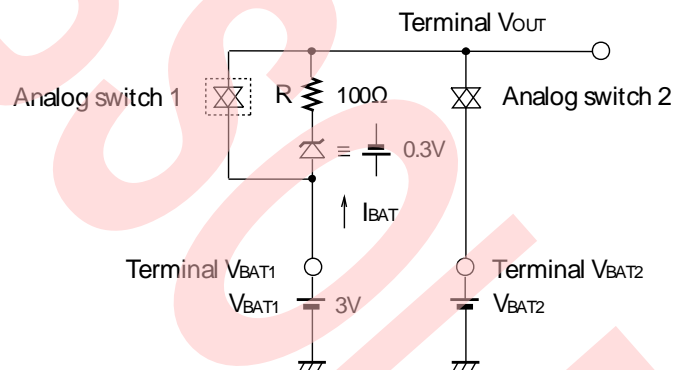 Terminal VOUT
Analog switch 1
R
100Ω
Analog switch 2
≡
0.3V
IBAT
Terminal VBAT1
Terminal VBAT2
VBAT1
3V
VBAT2